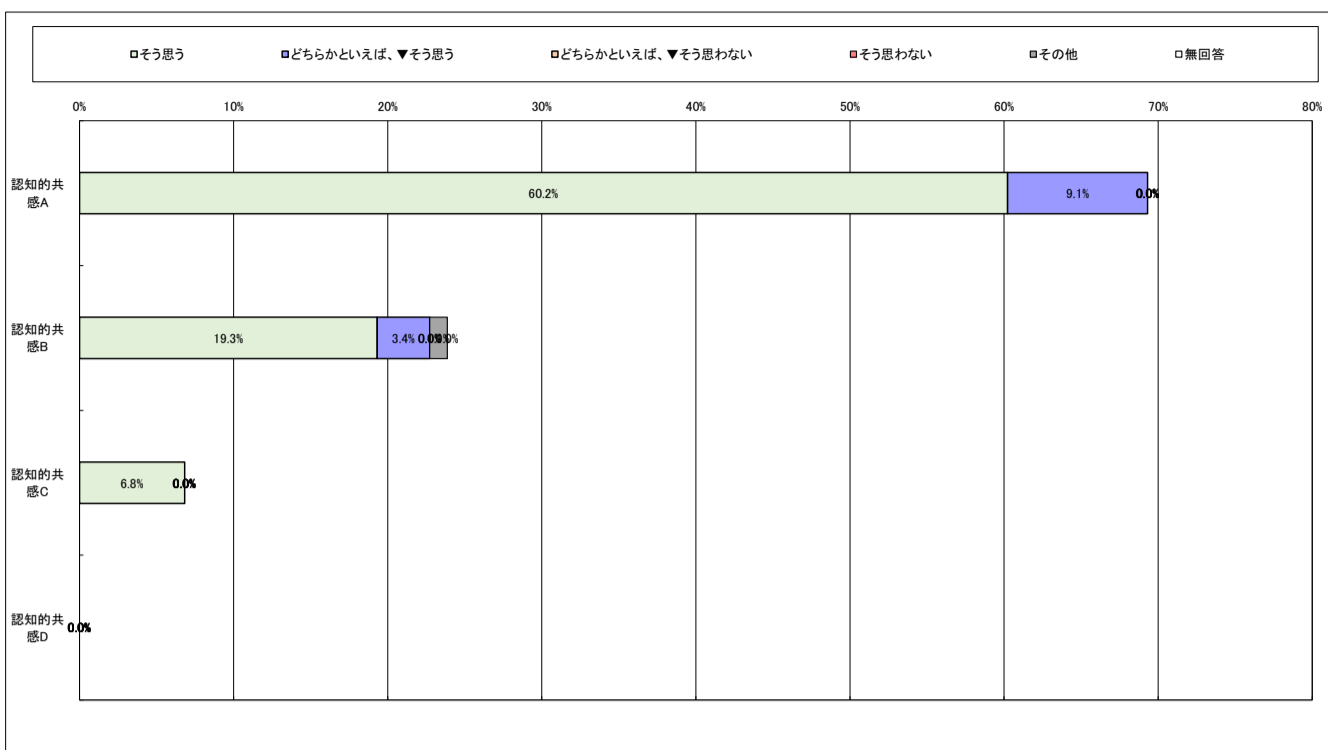 そう思う どちらかといえば、▼そう思う どちらかといえば、▼そう思わない そう思わない その他 無回答
0% 10% 20% 30% 40% 50% 60% 70% 80%
認知的共
感A
60.2% 9.1% 0.0%
認知的共
感B
19.3% 3.4% 0.0% 0.0%
認知的共
感C
6.8% 0.0%
認知的共
感D
0.0%